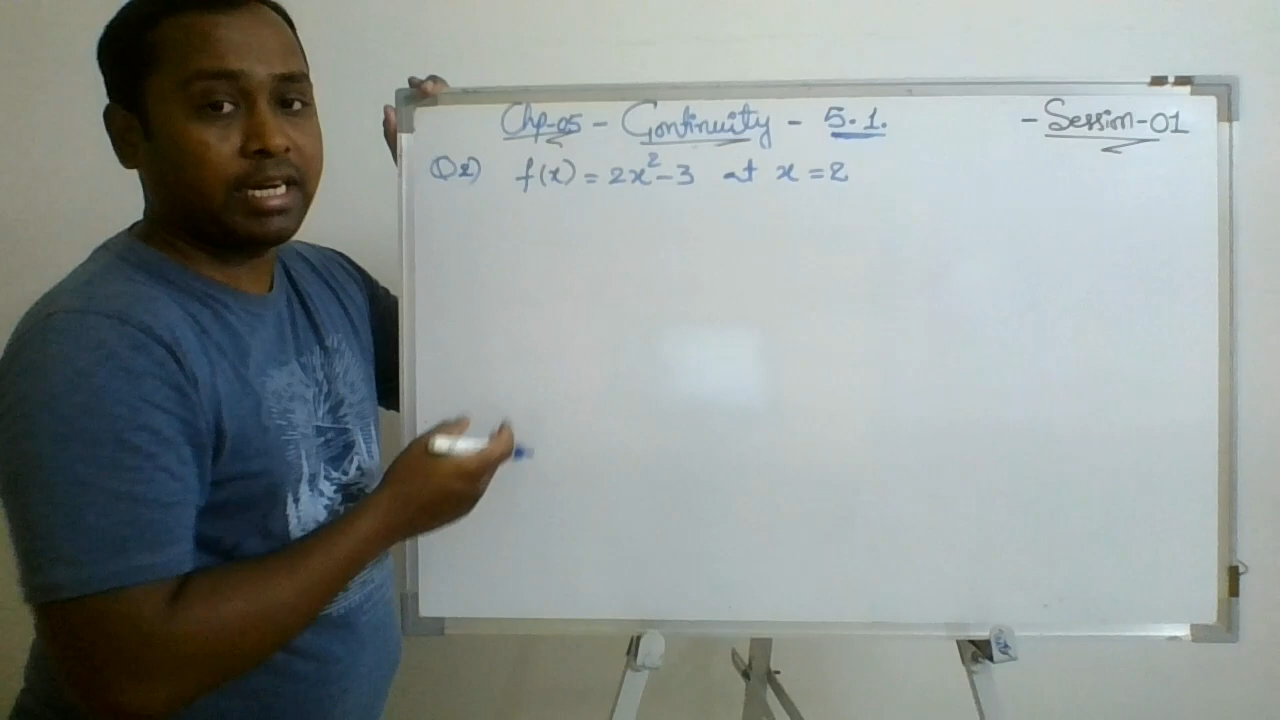 Chp-05 - Continuity - 5.1. - Session-01
Q2) f(x) = 2x²-3 at x=2